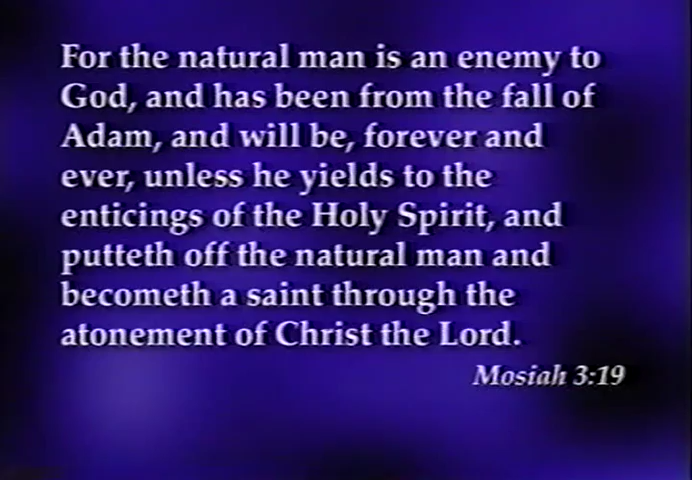 For the natural man is an enemy to
God, and has been from the fall of
Adam, and will be, forever and
ever, unless he yields to the
enticings of the Holy Spirit, and
putteth off the natural man and
becometh a saint through the
atonement of Christ the Lord.
Mosiah 3:19